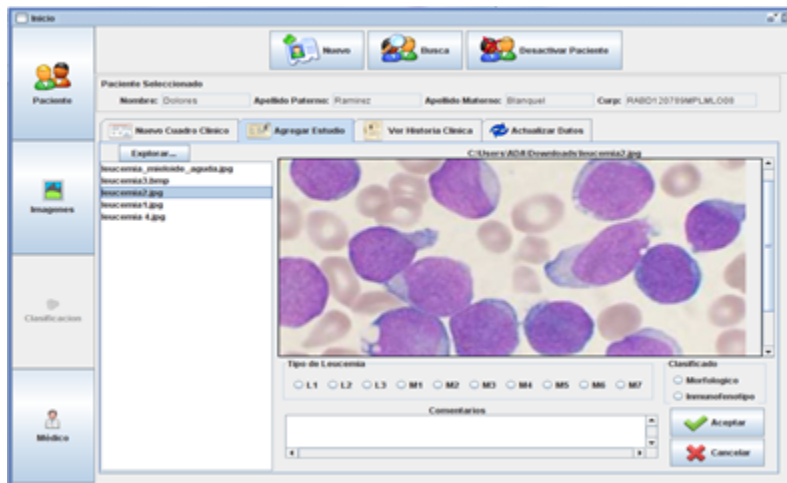 Inicio
Nuevo
Busca
Desactivar Paciente
Paciente
Paciente Seleccionado
Nombre: Dolores Apellido Paterno: Ramirez Apellido Materno: Blanquel Curp:
Nuevo Cuadro Clinico Agregar Estudio Ver Historia Clinica Actualizar Datos
Explorar... C:\Users\ADA\Downloads\leucemia2.jpg
leucemia_mieloide_aguda.jpg
leucemia3.bmp
leucemia2.jpg
leucemia1.jpg
leucemia 4.jpg
Imagenes
Clasificacion
Médico
Tipo de Leucemia
L1 L2 L3 M1 M2 M3 M4 M5 M6 M7
Clasificado
Morfologico
Inmunofenotipo
Comentarios
Aceptar
Cancelar